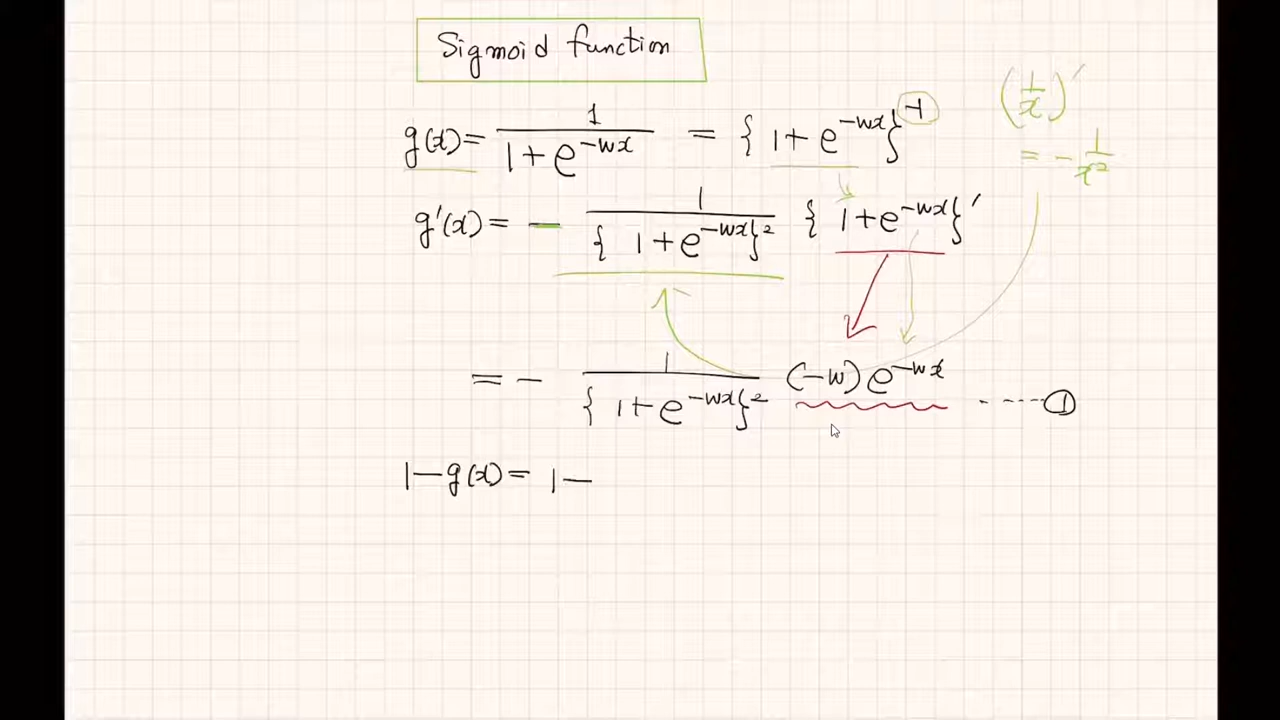 Sigmoid function
g(x) = 1 / (1 + e^{-wx}) = { 1 + e^{-wx} }^{-1}
(1/x)' = - 1/x²
g'(x) = - 1 / { 1 + e^{-wx} }² { 1 + e^{-wx} }'
= - 1 / { 1 + e^{-wx} }² (-w) e^{-wx} ----- ①
1 - g(x) = 1 -